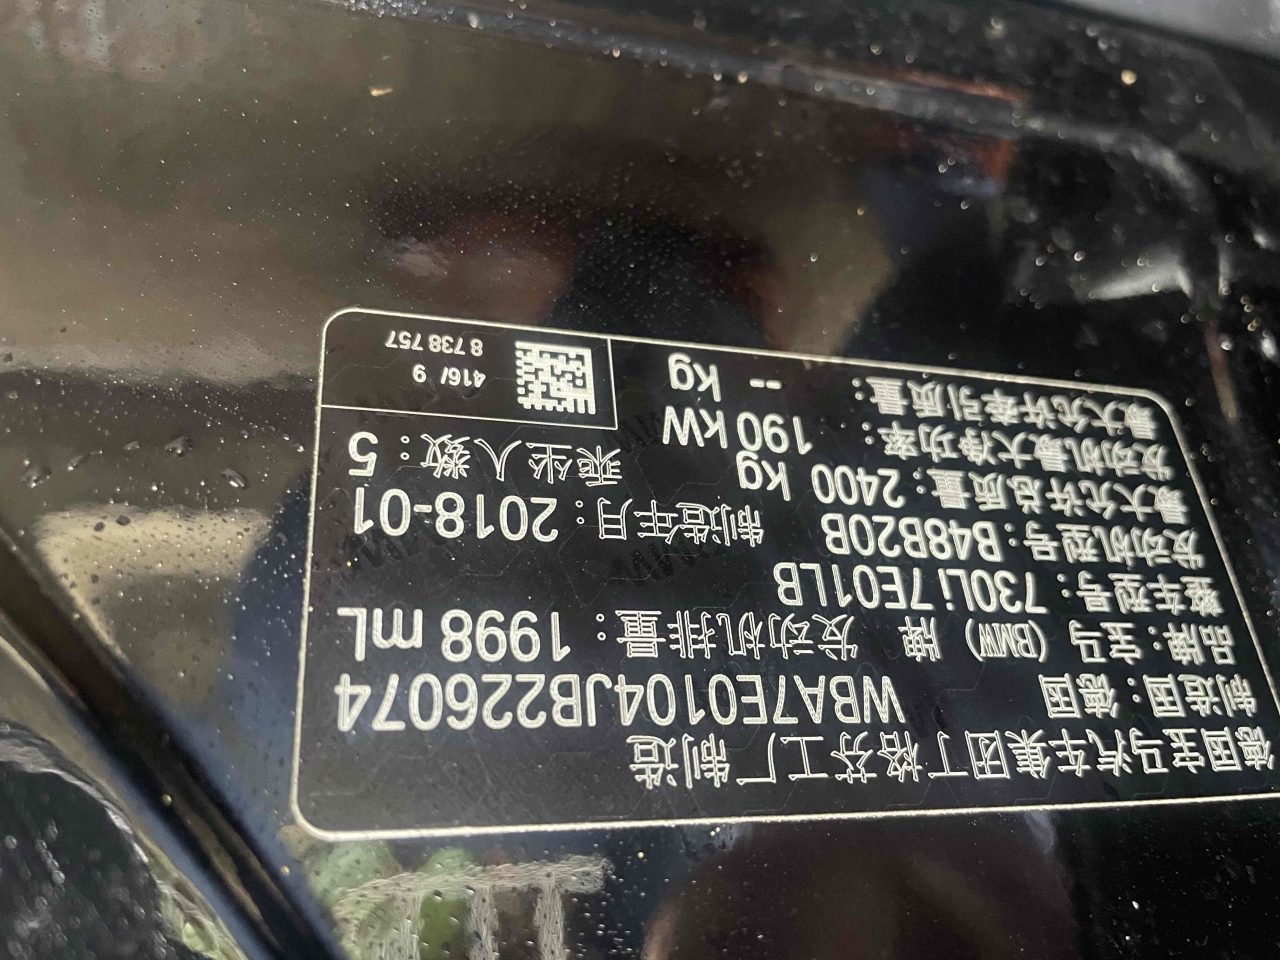 德国宝马汽车集团丁格芬工厂 制造
制造国：德国 WBA7E0104JB226074
品牌：宝马 (BMW) 牌 发动机排量：1998 mL
整车型号：730Li 7E01LB
发动机型号：B48B20B 制造年月：2018-01
最大允许总质量：2400 kg 乘坐人数：5
发动机最大净功率：190 kW
最大允许牵引质量：-- kg
416/ 9
8 738 757